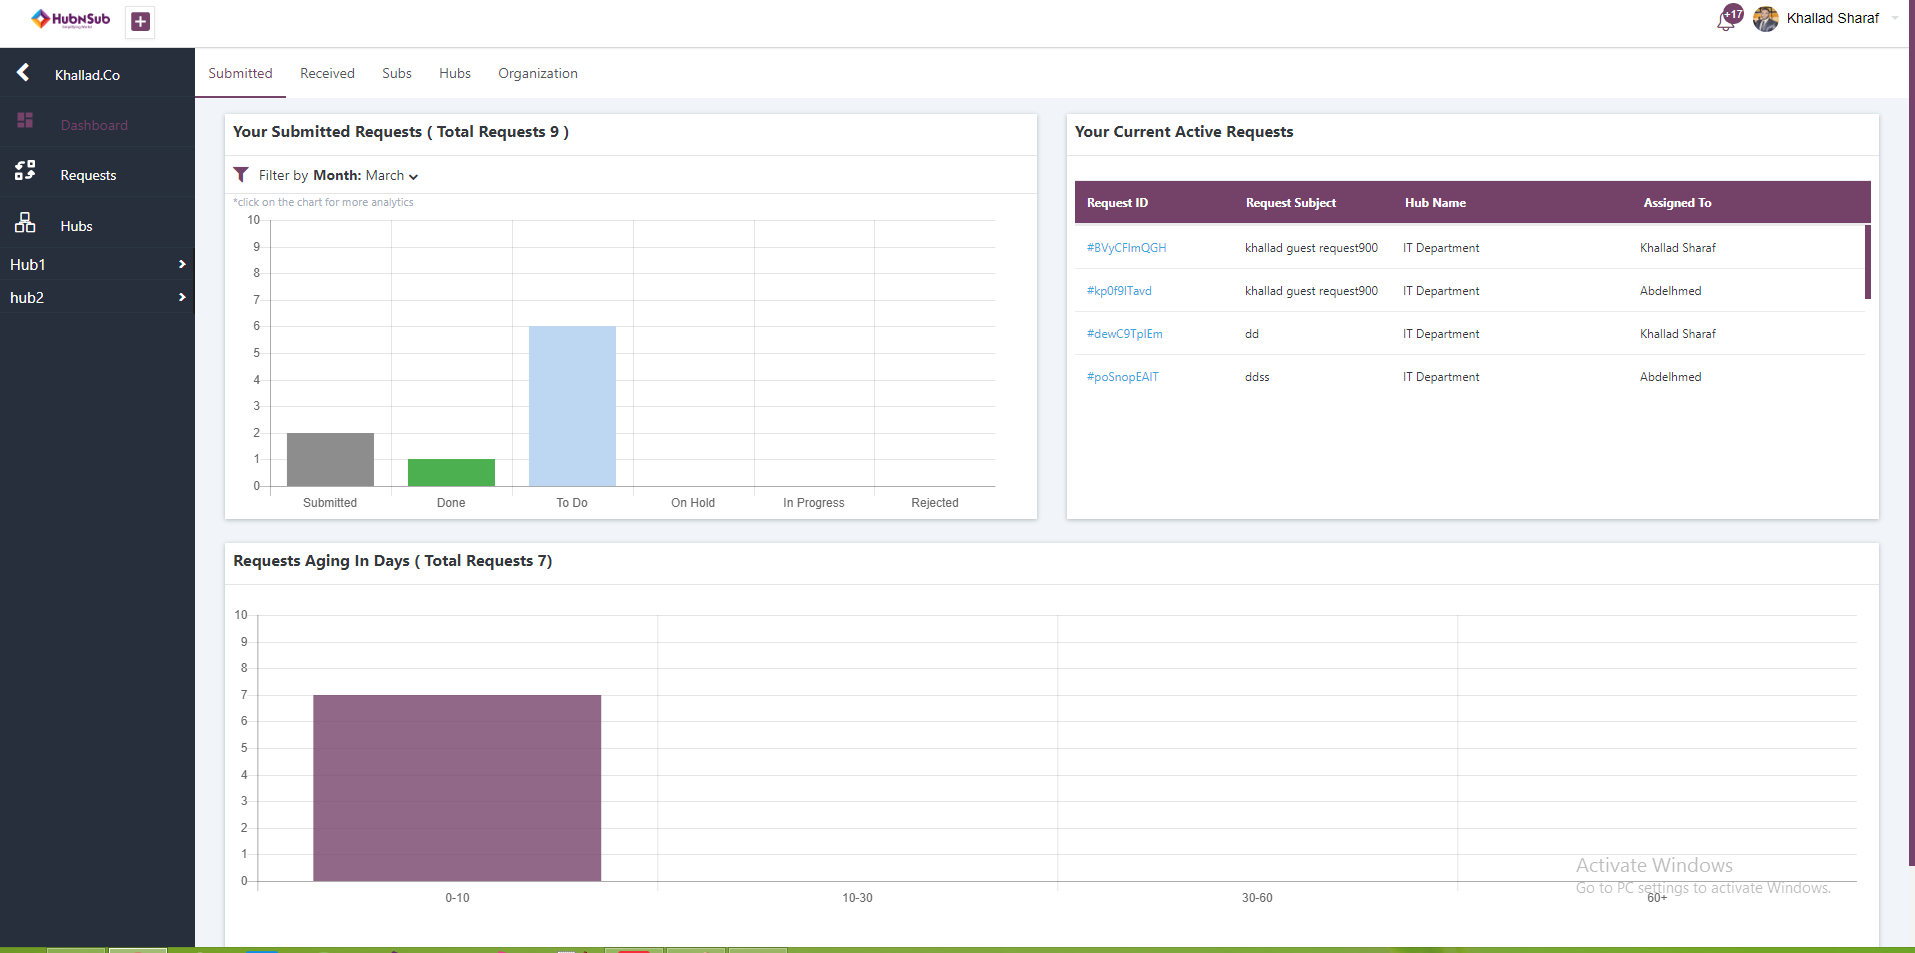 HubnSub
+17
Khallad Sharaf
Khallad.Co
Dashboard
Requests
Hubs
Hub1
hub2
Submitted Received Subs Hubs Organization
Your Submitted Requests ( Total Requests 9 )
Filter by Month: March
*click on the chart for more analytics
10
9
8
7
6
5
4
3
2
1
0
Submitted Done To Do On Hold In Progress Rejected
Your Current Active Requests
Request ID Request Subject Hub Name Assigned To
#BVyCFlmQGH khallad guest request900 IT Department Khallad Sharaf
#kp0f9lTavd khallad guest request900 IT Department Abdelhmed
#dewC9TplEm dd IT Department Khallad Sharaf
#poSnopEAlT ddss IT Department Abdelhmed
Requests Aging In Days ( Total Requests 7)
10
9
8
7
6
5
4
3
2
1
0
0-10 10-30 30-60 60+
Activate Windows
Go to PC settings to activate Windows.